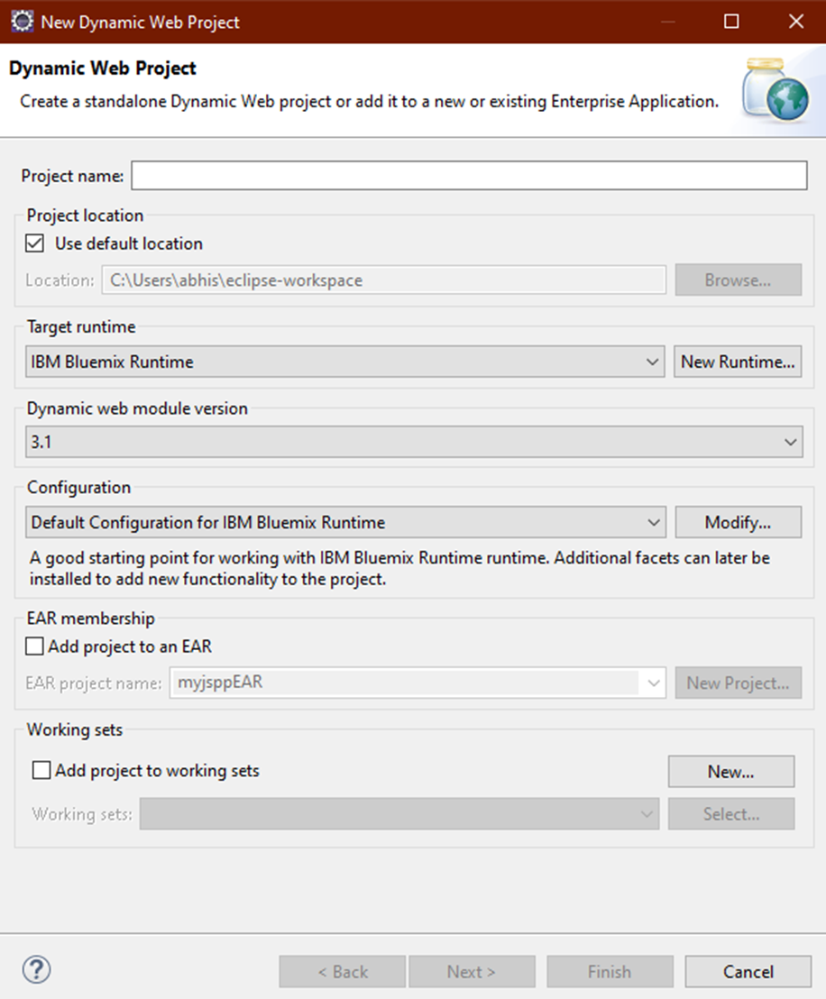 New Dynamic Web Project
Dynamic Web Project
Create a standalone Dynamic Web project or add it to a new or existing Enterprise Application.
Project name:
Project location
Use default location
Location: C:\Users\abhis\eclipse-workspace Browse...
Target runtime
IBM Bluemix Runtime New Runtime...
Dynamic web module version
3.1
Configuration
Default Configuration for IBM Bluemix Runtime Modify...
A good starting point for working with IBM Bluemix Runtime runtime. Additional facets can later be
installed to add new functionality to the project.
EAR membership
Add project to an EAR
EAR project name: myjsppEAR New Project...
Working sets
Add project to working sets New...
Working sets: Select...
? < Back Next > Finish Cancel